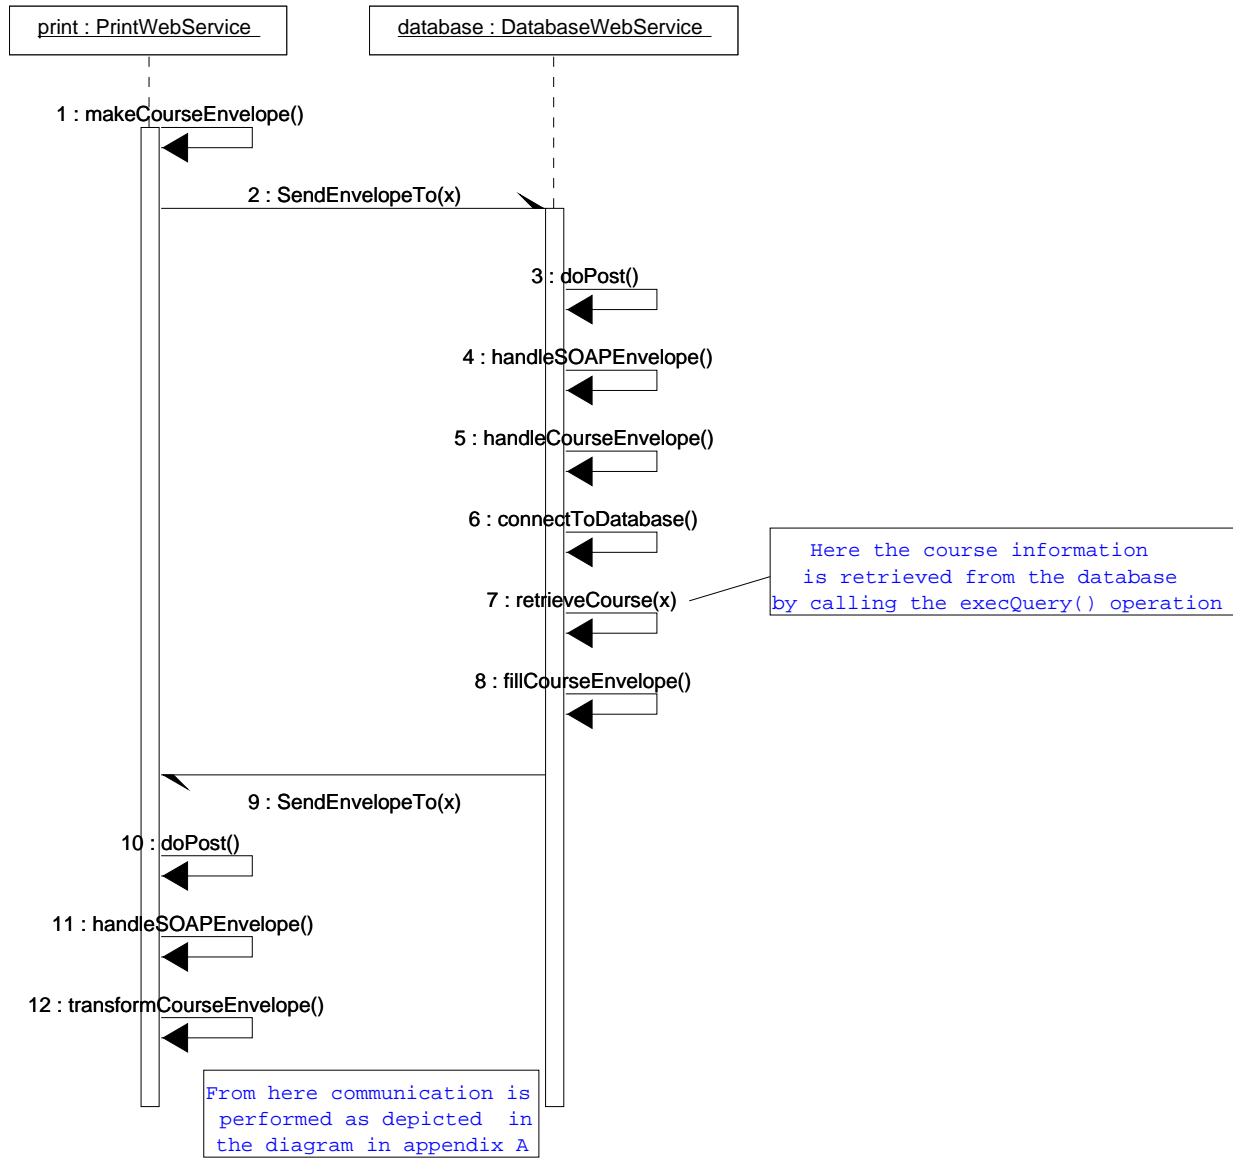 print : PrintWebService
database : DatabaseWebService
1 : makeCourseEnvelope()
2 : SendEnvelopeTo(x)
3 : doPost()
4 : handleSOAPEnvelope()
5 : handleCourseEnvelope()
6 : connectToDatabase()
Here the course information
is retrieved from the database
by calling the execQuery() operation
7 : retrieveCourse(x)
8 : fillCourseEnvelope()
9 : SendEnvelopeTo(x)
10 : doPost()
11 : handleSOAPEnvelope()
12 : transformCourseEnvelope()
From here communication is
performed as depicted in
the diagram in appendix A